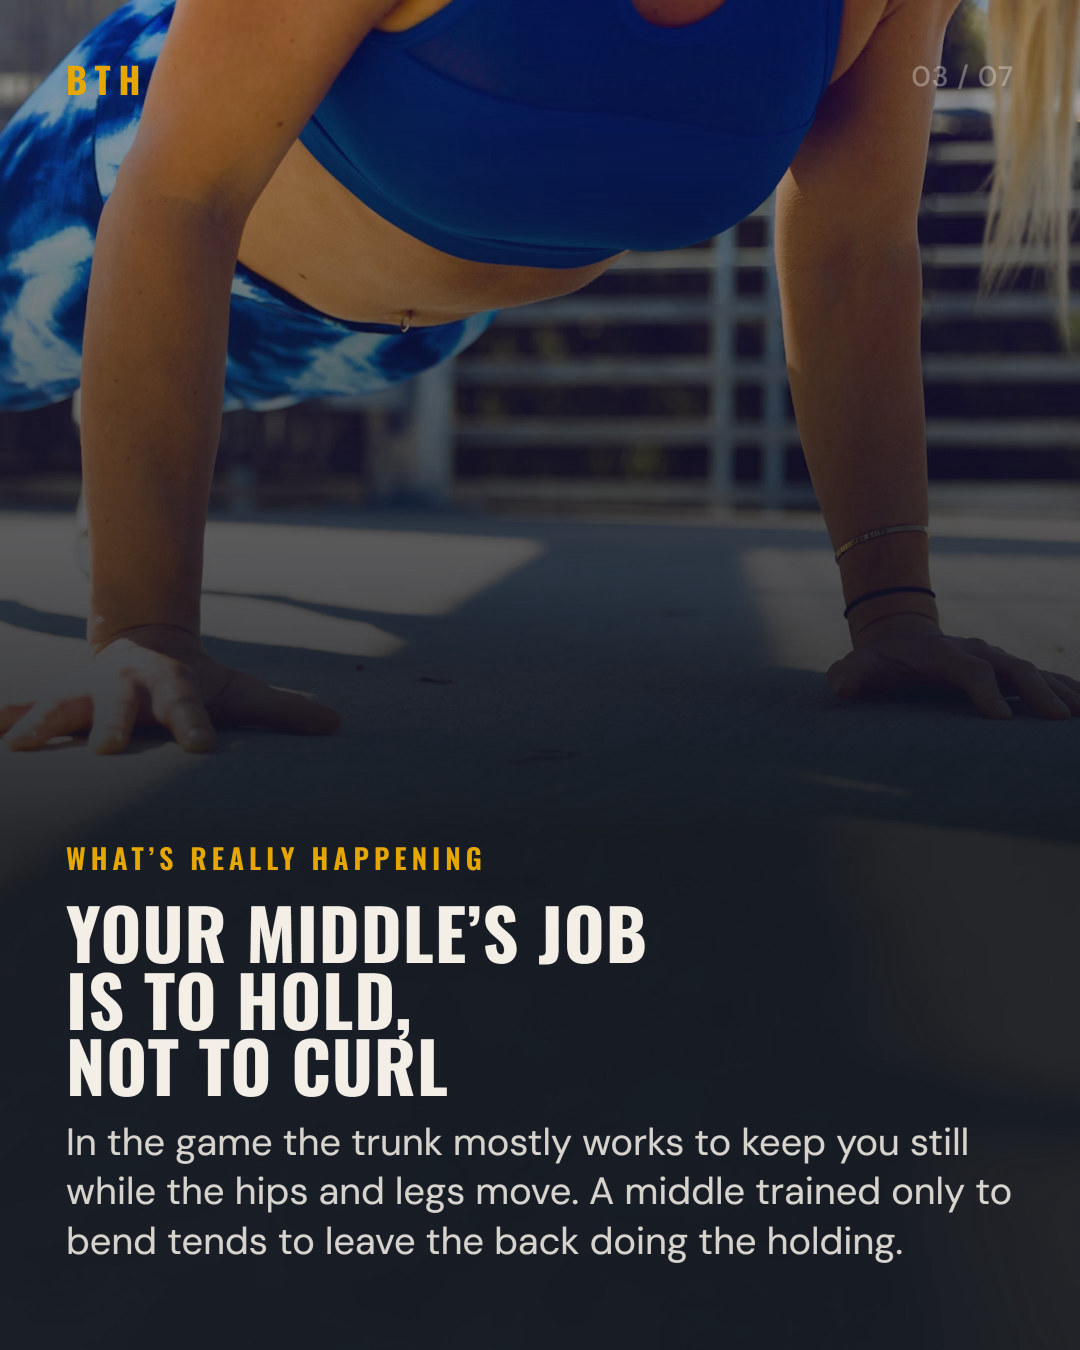 BTH
03 / 07
WHAT’S REALLY HAPPENING
YOUR MIDDLE’S JOB
IS TO HOLD,
NOT TO CURL
In the game the trunk mostly works to keep you still
while the hips and legs move. A middle trained only to
bend tends to leave the back doing the holding.